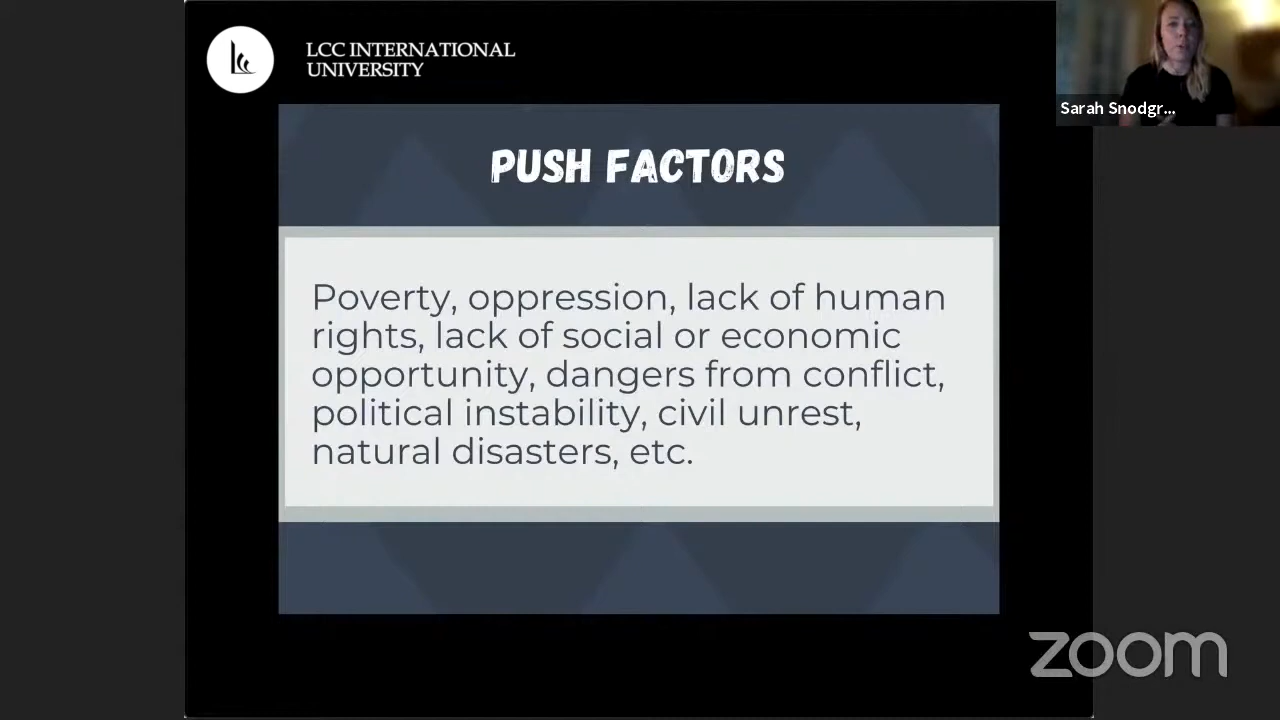 LCC INTERNATIONAL
UNIVERSITY
Sarah Snodgr...
PUSH FACTORS
Poverty, oppression, lack of human
rights, lack of social or economic
opportunity, dangers from conflict,
political instability, civil unrest,
natural disasters, etc.
zoom